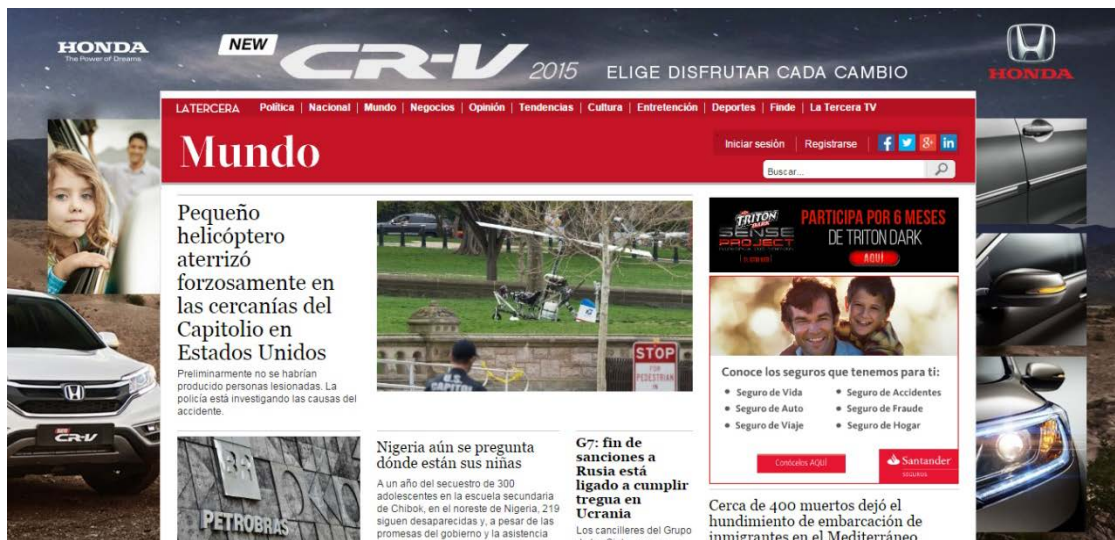 HONDA
The Power of Dreams
NEW
CR-V 2015 ELIGE DISFRUTAR CADA CAMBIO
HONDA
LATERCERA Política | Nacional | Mundo | Negocios | Opinión | Tendencias | Cultura | Entretención | Deportes | Finde | La Tercera TV
Mundo
Iniciar sesión | Registrarse
Buscar...
Pequeño
helicóptero
aterrizó
forzosamente en
las cercanías del
Capitolio en
Estados Unidos
Preliminarmente no se habrían
producido personas lesionadas. La
policía está investigando las causas del
accidente.
U.S.
CAPITOL
STOP
FOR
PEDESTRIAN
IN
TRITON
DARK
SENSE
PROJECT
PARTICIPA POR 6 MESES
DE TRITON DARK
AQUÍ
Conoce los seguros que tenemos para ti:
• Seguro de Vida
• Seguro de Auto
• Seguro de Viaje
• Seguro de Accidentes
• Seguro de Fraude
• Seguro de Hogar
Conócelos AQUÍ
Santander
SEGUROS
CR-V
BR
PETROBRAS
Nigeria aún se pregunta
dónde están sus niñas
A un año del secuestro de 300
adolescentes en la escuela secundaria
de Chibok, en el noreste de Nigeria, 219
siguen desaparecidas y, a pesar de las
promesas del gobierno y la asistencia
G7: fin de
sanciones a
Rusia está
ligado a cumplir
tregua en
Ucrania
Los cancilleres del Grupo
Cerca de 400 muertos dejó el
hundimiento de embarcación de
inmigrantes en el Mediterráneo